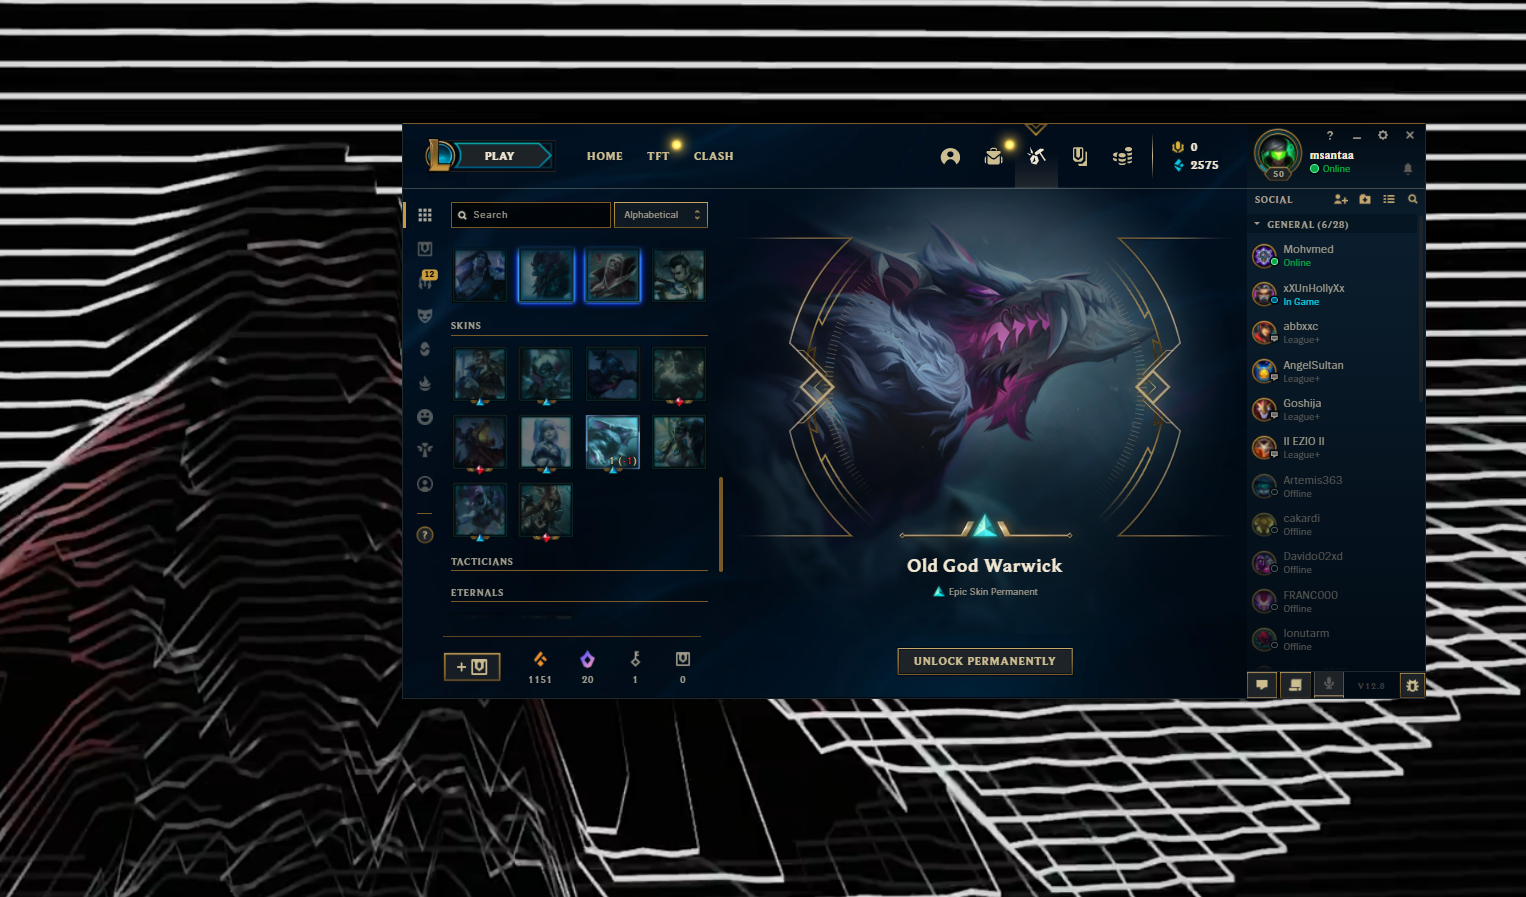 PLAY
HOME
TFT
CLASH
0
2575
?
50
msantaa
Online
SOCIAL
Search
Alphabetical
12
SKINS
1 (-1)
TACTICIANS
ETERNALS
?
+
1151
20
1
0
Old God Warwick
Epic Skin Permanent
UNLOCK PERMANENTLY
GENERAL (6/28)
Mohvmed
Online
xXUnHollyXx
In Game
abbxxc
League+
AngelSultan
League+
Goshija
League+
II EZIO II
League+
Artemis363
Offline
cakardi
Offline
Davido02xd
Offline
FRANC000
Offline
Ionutarm
Offline
V12.8